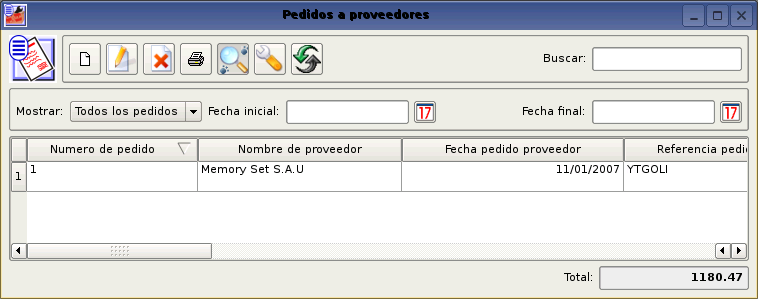 Pedidos a proveedores
Buscar:
Mostrar: Todos los pedidos Fecha inicial: 17 Fecha final: 17
Numero de pedido Nombre de proveedor Fecha pedido proveedor Referencia pedi
1 1 Memory Set S.A.U 11/01/2007 YTGOLI
Total: 1180.47